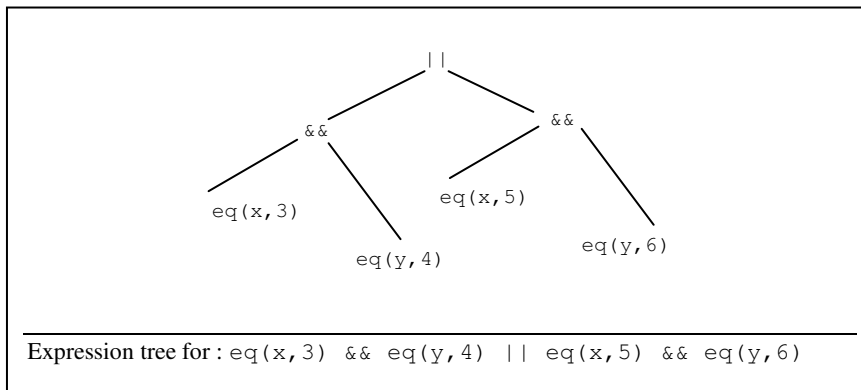 ||
&&
&&
eq(x,3)
eq(x,5)
eq(y,4)
eq(y,6)
Expression tree for : eq(x,3) && eq(y,4) || eq(x,5) && eq(y,6)